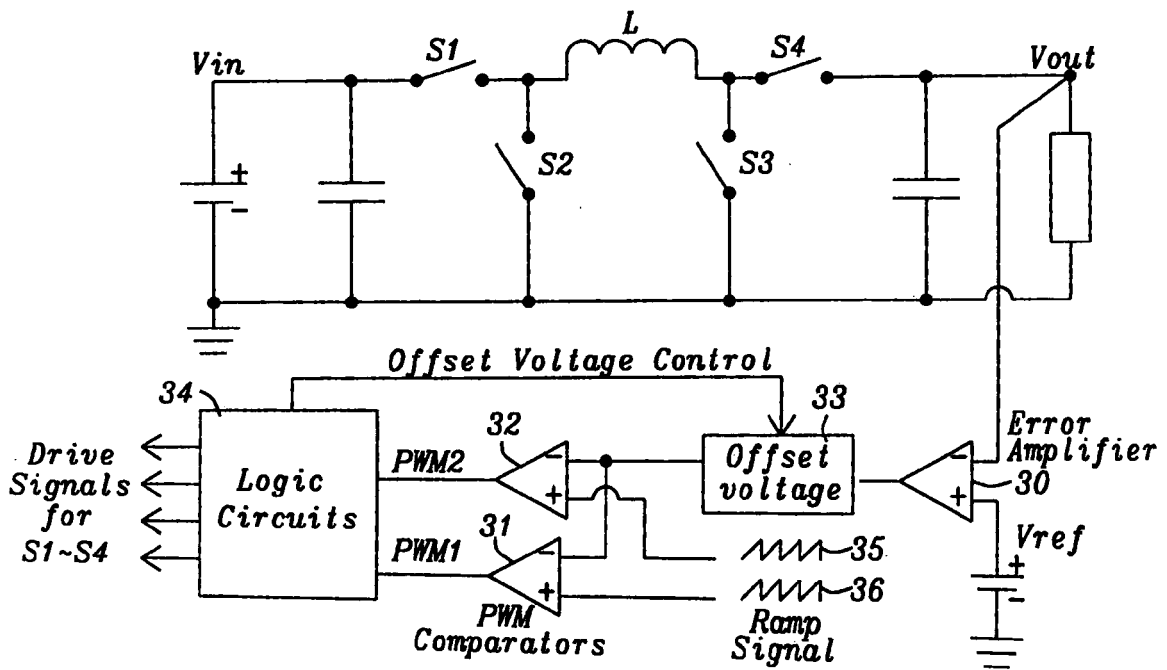 L
S1
S4
Vin
Vout
+
-
S2
S3
Offset Voltage Control
34
33
32
Error
Amplifier
Drive
Signals
for
S1~S4
Logic
Circuits
PWM2
-
+
Offset
voltage
-
+
30
31
PWM1
-
+
35
36
Vref
+
-
PWM
Comparators
Ramp
Signal